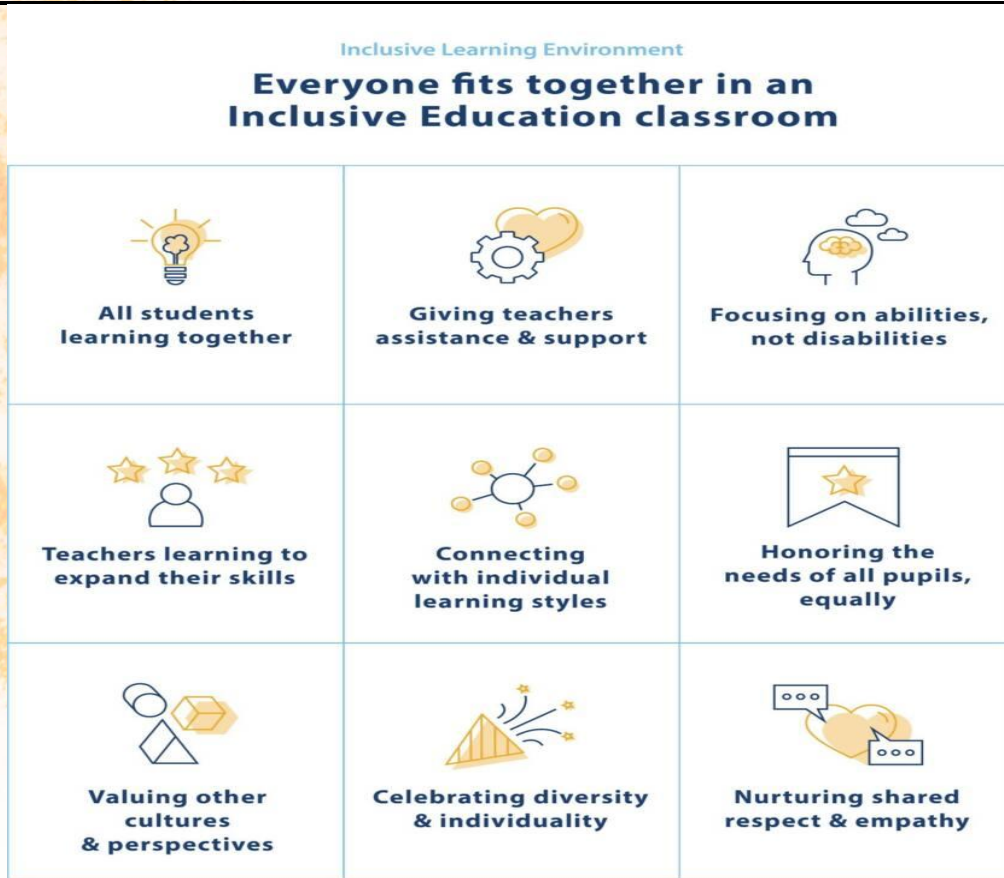 Inclusive Learning Environment
Everyone fits together in an
Inclusive Education classroom
All students
learning together
Giving teachers
assistance & support
Focusing on abilities,
not disabilities
Teachers learning to
expand their skills
Connecting
with individual
learning styles
Honoring the
needs of all pupils,
equally
Valuing other
cultures
& perspectives
Celebrating diversity
& individuality
Nurturing shared
respect & empathy